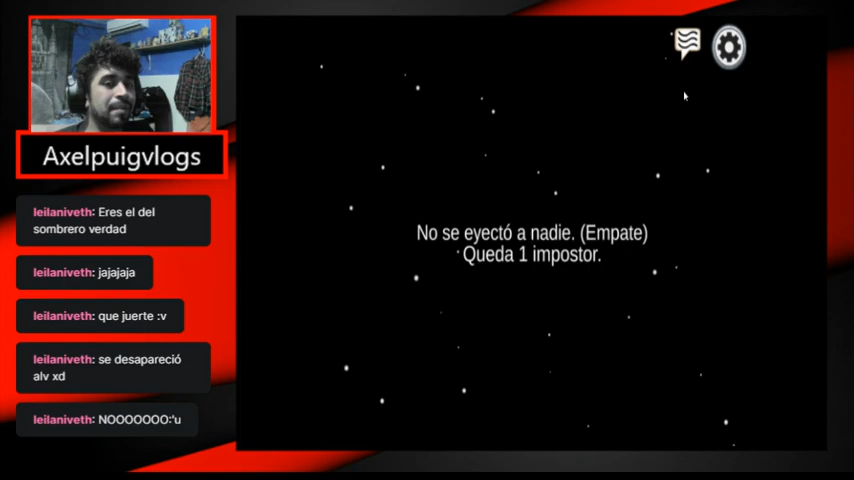 Axelpuigvlogs
leilaniveth: Eres el del
sombrero verdad
leilaniveth: jajajaja
leilaniveth: que juerte :v
leilaniveth: se desapareció
alv xd
leilaniveth: NOOOOOOO:'u
No se eyectó a nadie. (Empate)
Queda 1 impostor.